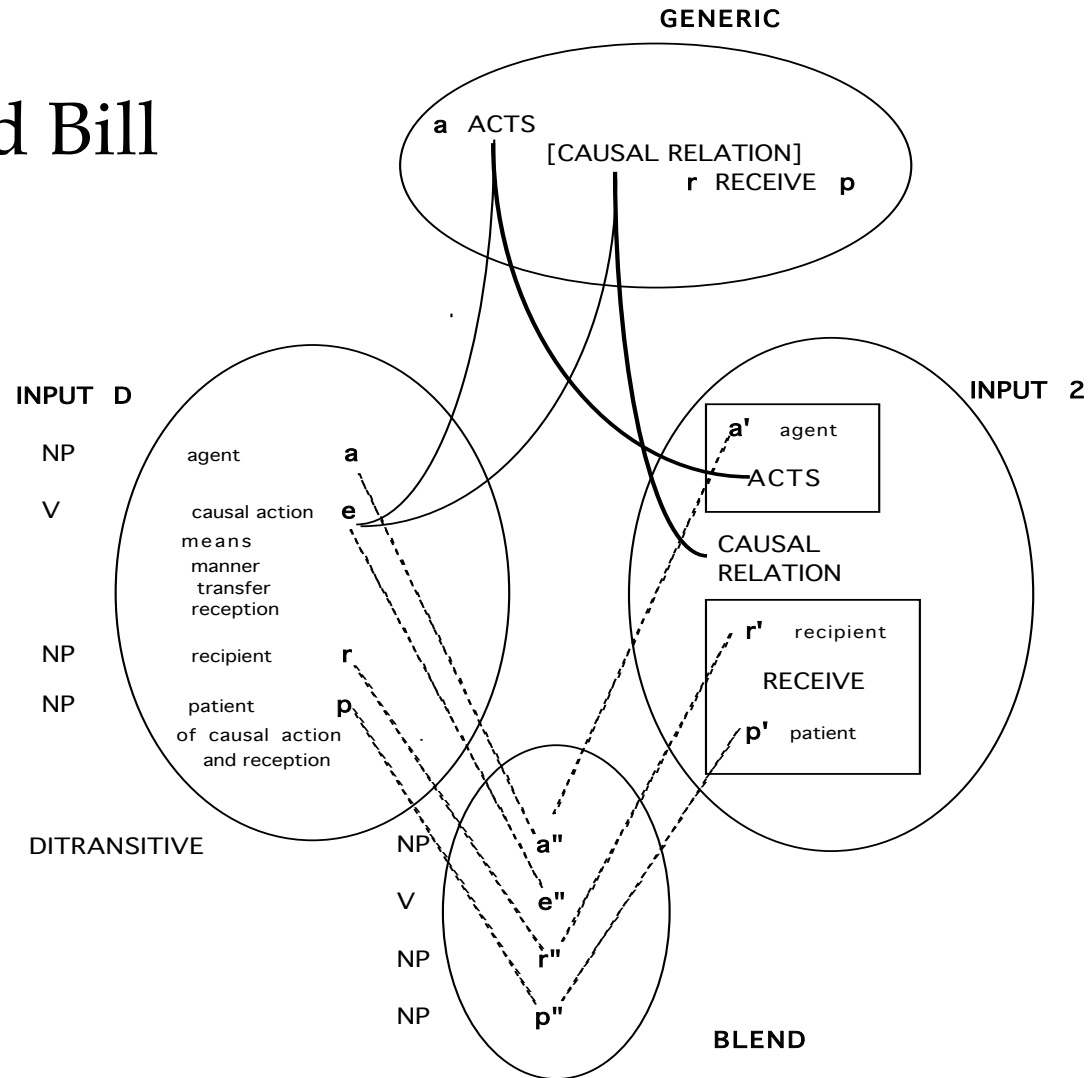 GENERIC
d Bill
a ACTS
[CAUSAL RELATION]
r RECEIVE p
INPUT D
NP agent a
V causal action e
means
manner
transfer
reception
NP recipient r
NP patient p
of causal action
and reception
DITRANSITIVE
INPUT 2
a' agent
ACTS
CAUSAL
RELATION
r' recipient
RECEIVE
p' patient
NP a"
V e"
NP r"
NP p"
BLEND